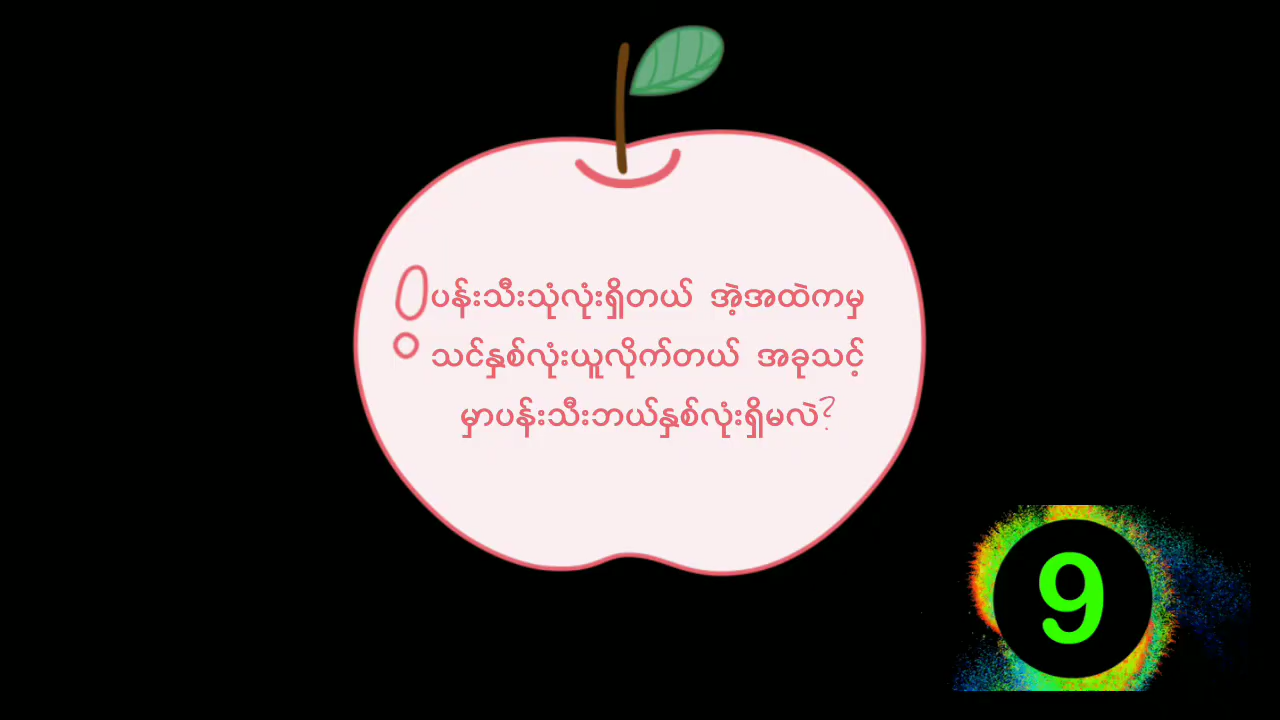 ပန်းသီးသုံလုံးရှိတယ် အဲ့အထဲကမှ
သင်နှစ်လုံးယူလိုက်တယ် အခုသင့်
မှာပန်းသီးဘယ်နှစ်လုံးရှိမလဲ?
9